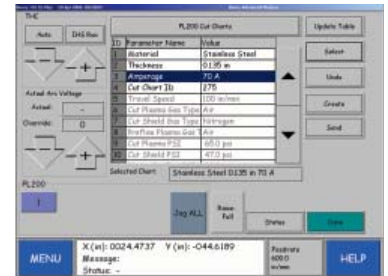 THC
Auto
IHS Res
Actual Arc Voltage
Actual: -
Override: 0
PL200
1
PL200 Cut Charts
ID Parameter Name Value
1 Material Stainless Steel
2 Thickness 0.135 in
3 Amperage 70 A
4 Cut Chart ID 275
5 Travel Speed 100 in/min
6 Cut Plasma Gas Type Air
7 Cut Shield Gas Type Nitrogen
8 Preflow Plasma Gas T Air
9 Cut Plasma PSI 65.0 psi
10 Cut Shield PSI 47.0 psi
Selected Chart: Stainless Steel 0.135 in 70 A
Update Table
Select
Undo
Create
Send
Jog ALL
Raise
Full
Status
MENU
X (in): 0024.4737 Y (in): -044.6189
Message:
Status: -
Feedrate
600.0
in/min
HELP